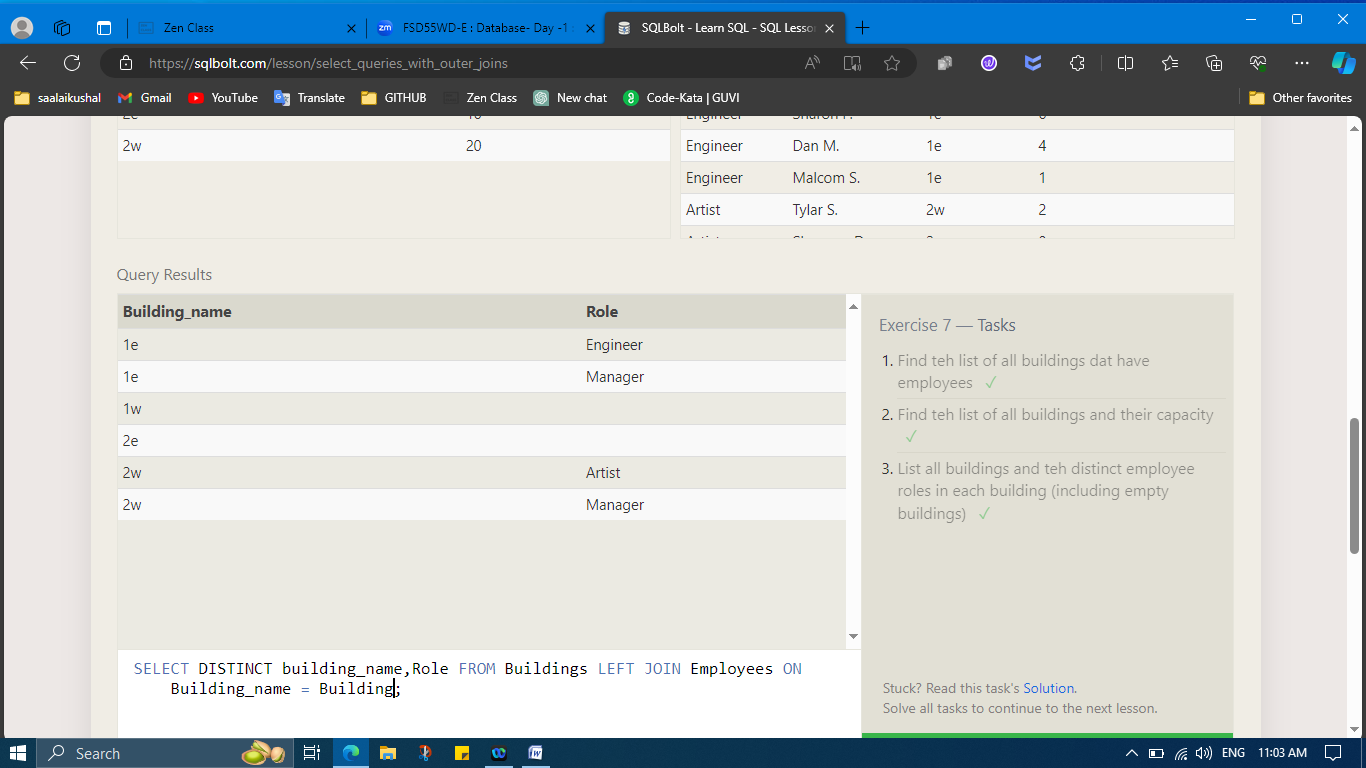 Zen Class
zm FSD55WD-E : Database- Day -1 :
SQLBolt - Learn SQL - SQL Lesso
https://sqlbolt.com/lesson/select_queries_with_outer_joins
saalaikushal
Gmail
YouTube
Translate
GITHUB
Zen Class
New chat
Code-Kata | GUVI
Other favorites
2w 20
Engineer Dan M. 1e 4
Engineer Malcom S. 1e 1
Artist Tylar S. 2w 2
Query Results
Building_name Role
1e Engineer
1e Manager
1w
2e
2w Artist
2w Manager
Exercise 7 — Tasks
1. Find teh list of all buildings dat have
employees ✓
2. Find teh list of all buildings and their capacity
✓
3. List all buildings and teh distinct employee
roles in each building (including empty
buildings) ✓
SELECT DISTINCT building_name,Role FROM Buildings LEFT JOIN Employees ON
Building_name = Building;
Stuck? Read this task's Solution.
Solve all tasks to continue to the next lesson.
Search
ENG
11:03 AM